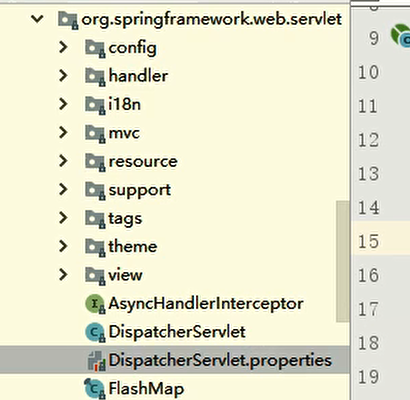 org.springframework.web.servlet
config
handler
i18n
mvc
resource
support
tags
theme
view
AsyncHandlerInterceptor
DispatcherServlet
DispatcherServlet.properties
FlashMap
9
10
11
12
13
14
15
16
17
18
19